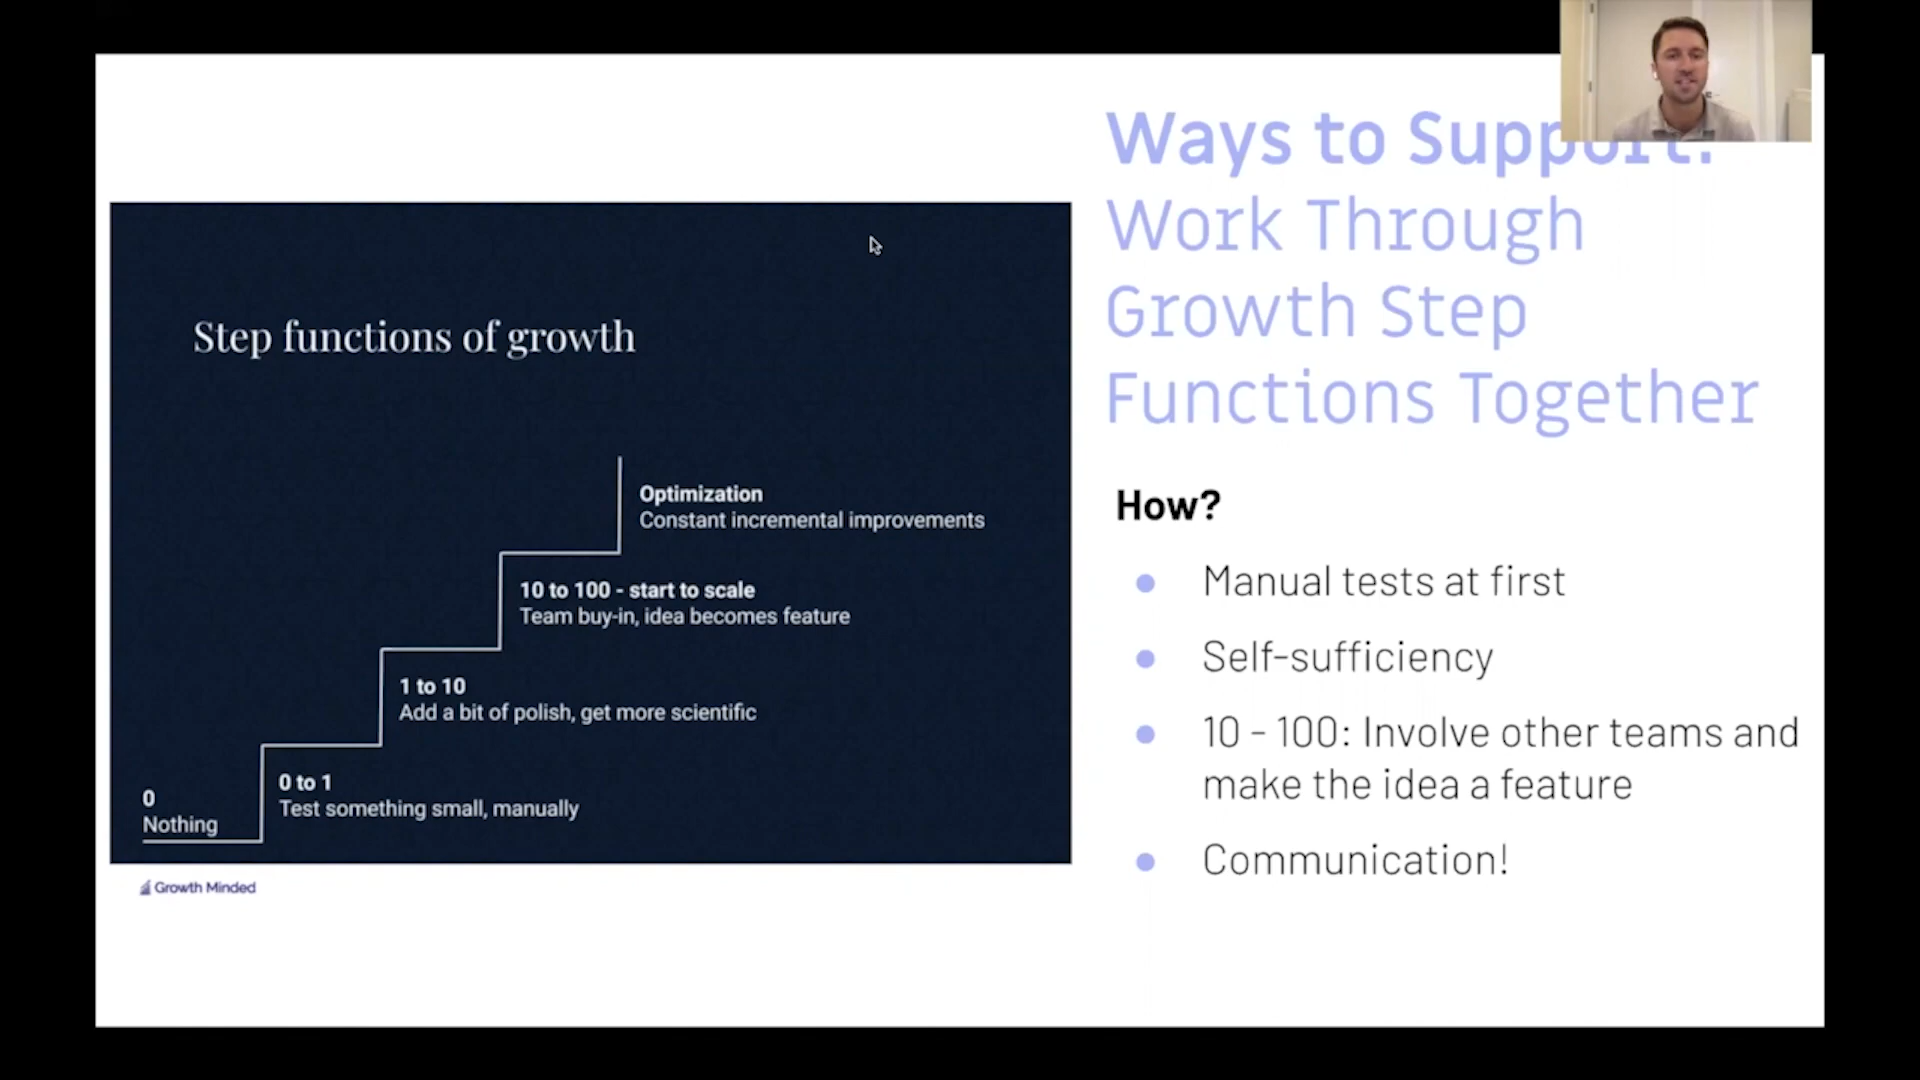 Ways to Support:
Work Through
Growth Step
Functions Together
Step functions of growth
Optimization
Constant incremental improvements
10 to 100 - start to scale
Team buy-in, idea becomes feature
1 to 10
Add a bit of polish, get more scientific
0 to 1
Test something small, manually
0
Nothing
Growth Minded
How?
Manual tests at first
Self-sufficiency
10 - 100: Involve other teams and
make the idea a feature
Communication!